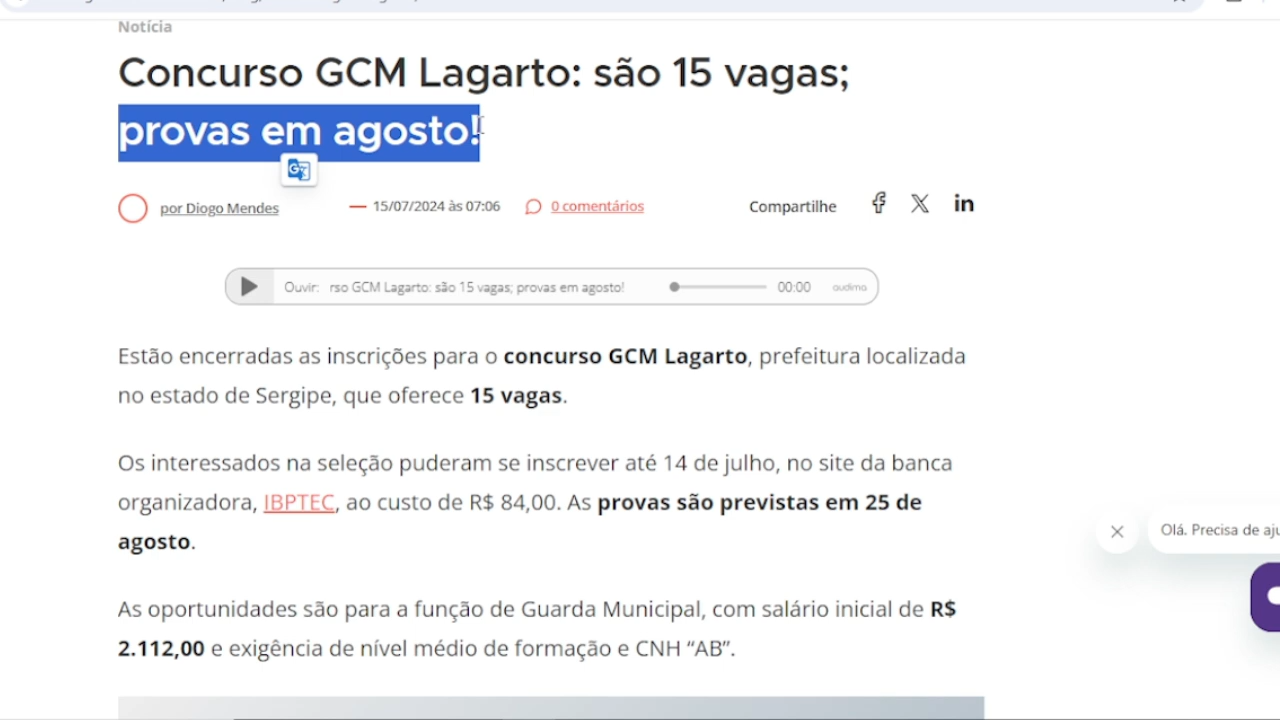 Notícia
Concurso GCM Lagarto: são 15 vagas;
provas em agosto!
por Diogo Mendes
15/07/2024 às 07:06
0 comentários
Compartilhe
Ouvir: rso GCM Lagarto: são 15 vagas; provas em agosto!
00:00
audima
Estão encerradas as inscrições para o concurso GCM Lagarto, prefeitura localizada
no estado de Sergipe, que oferece 15 vagas.
Os interessados na seleção puderam se inscrever até 14 de julho, no site da banca
organizadora, IBPTEC, ao custo de R$ 84,00. As provas são previstas em 25 de
agosto.
Olá. Precisa de aju
As oportunidades são para a função de Guarda Municipal, com salário inicial de R$
2.112,00 e exigência de nível médio de formação e CNH “AB”.